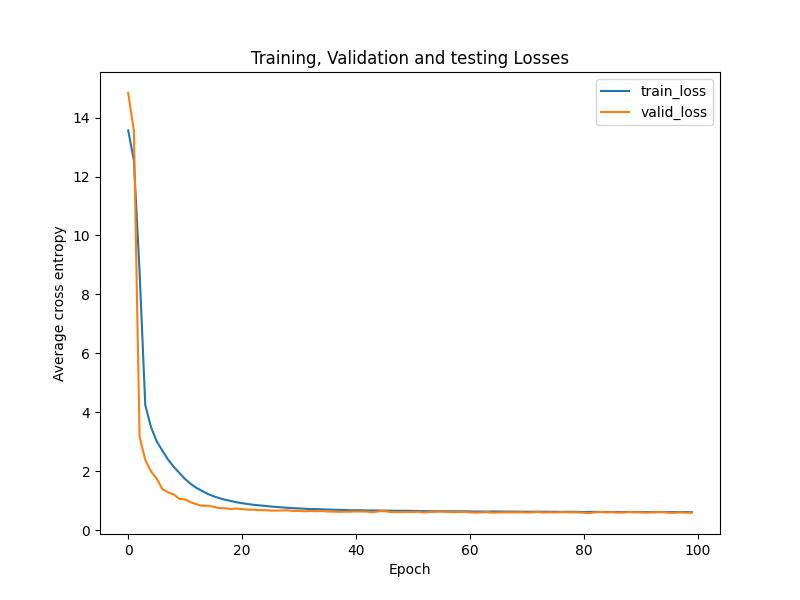 Training, Validation and testing Losses
train_loss
valid_loss
Average cross entropy
14
12
10
8
6
4
2
0
0 20 40 60 80 100
Epoch